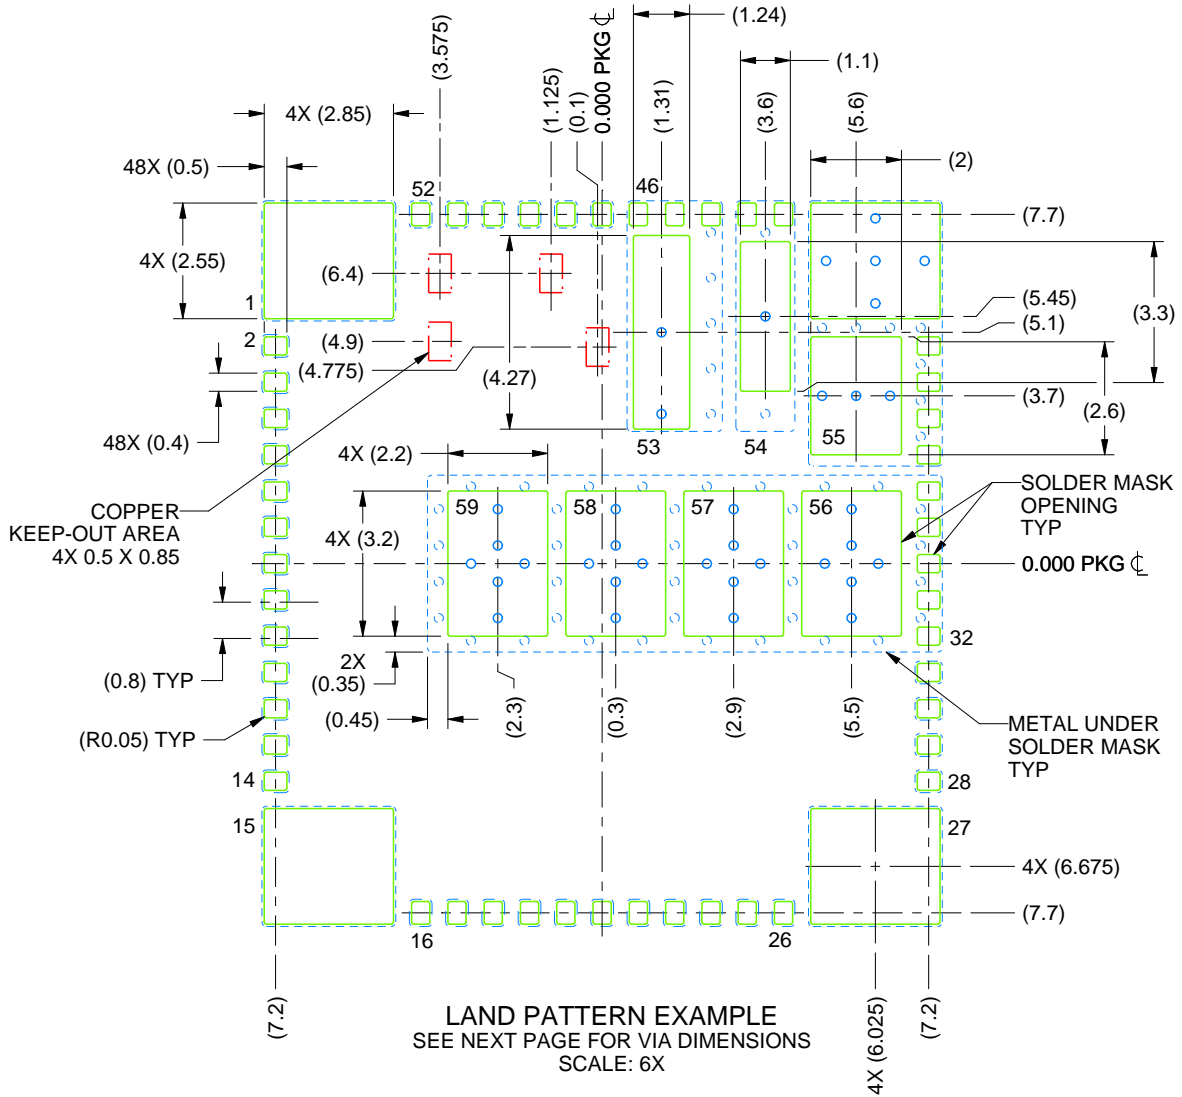 (1.24)
(3.575)
(1.125)
(0.1)
0.000 PKG ℄
(1.31)
(1.1)
(3.6)
(5.6)
4X (2.85)
48X (0.5)
(2)
52
46
(7.7)
4X (2.55)
(6.4)
1
(5.45)
(5.1)
(3.3)
2
(4.9)
(4.775)
(4.27)
(3.7)
(2.6)
48X (0.4)
53
54
55
4X (2.2)
COPPER
KEEP-OUT AREA
4X 0.5 X 0.85
SOLDER MASK
OPENING
TYP
59
58
57
56
4X (3.2)
0.000 PKG ℄
32
(0.8) TYP
2X
(0.35)
(0.45)
(2.3)
(0.3)
(2.9)
(5.5)
(R0.05) TYP
METAL UNDER
SOLDER MASK
TYP
14
28
15
27
4X (6.675)
(7.7)
16
26
(7.2)
4X (6.025)
(7.2)
LAND PATTERN EXAMPLE
SEE NEXT PAGE FOR VIA DIMENSIONS
SCALE: 6X